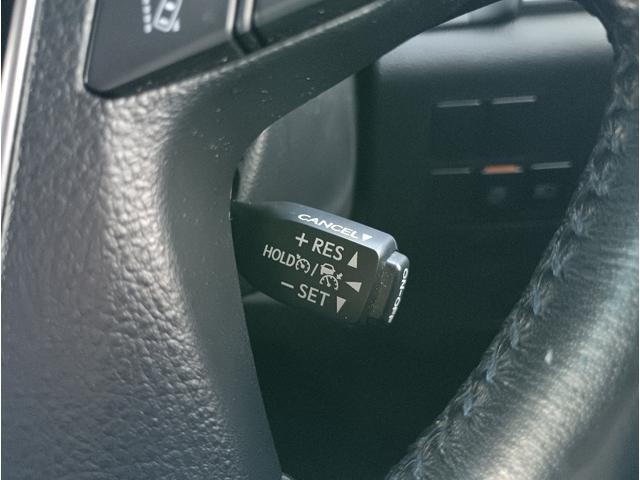 CANCEL▼
+ RES ▲
HOLD /
− SET ▼
ON·OFF